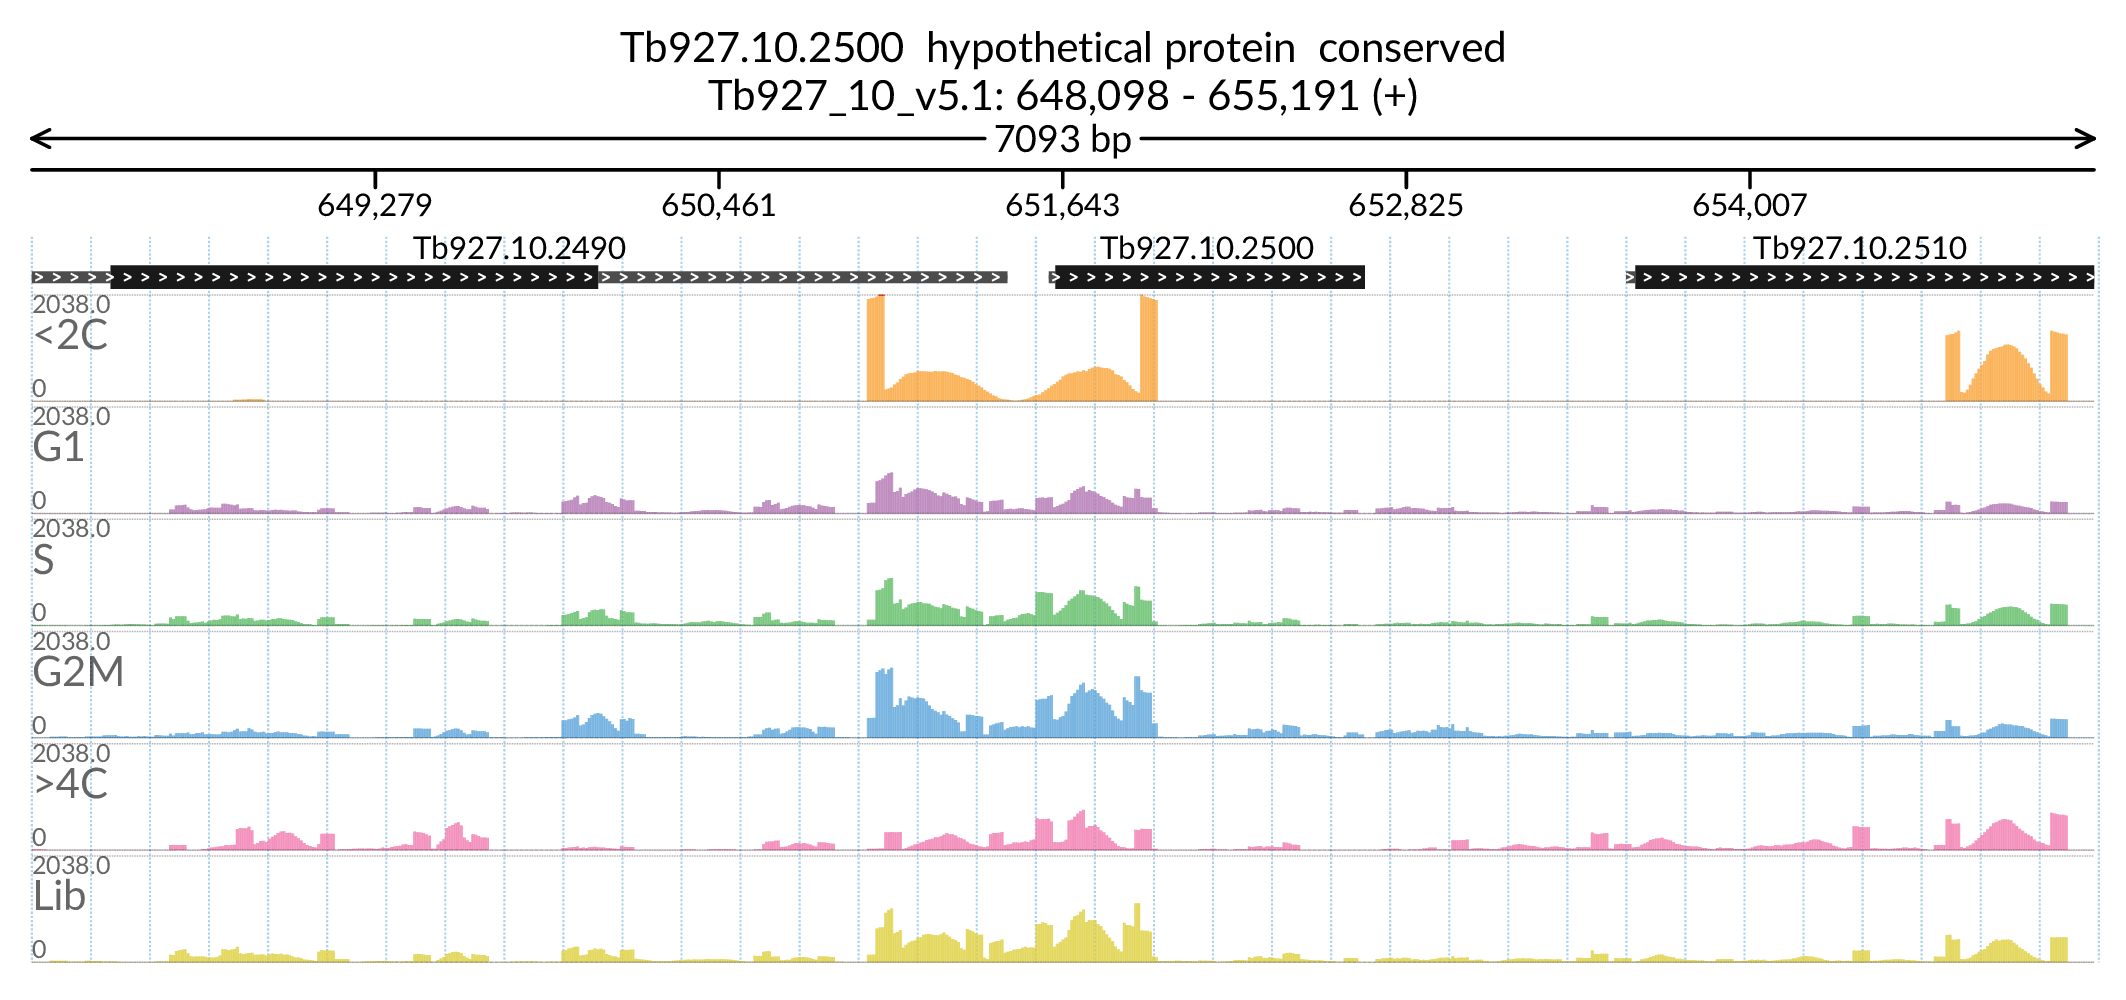 Tb927.10.2500  hypothetical protein  conserved
Tb927_10_v5.1: 648,098 - 655,191 (+)
7093 bp
649,279 650,461 651,643 652,825 654,007
Tb927.10.2490 Tb927.10.2500 Tb927.10.2510
2038.0
<2C
0
2038.0
G1
0
2038.0
S
0
2038.0
G2M
0
2038.0
>4C
0
2038.0
Lib
0